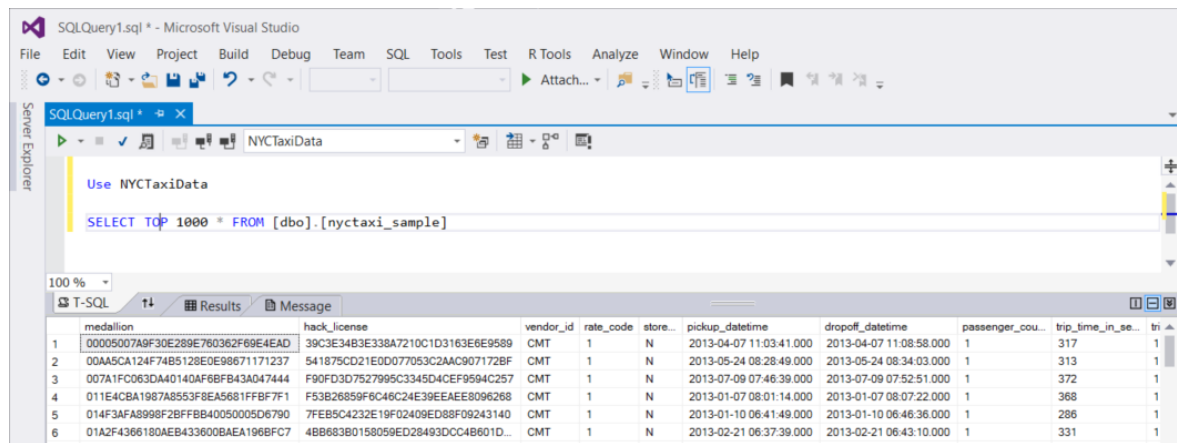 SQLQuery1.sql * - Microsoft Visual Studio
File Edit View Project Build Debug Team SQL Tools Test R Tools Analyze Window Help
Attach...
Server Explorer
SQLQuery1.sql *
NYCTaxiData
Use NYCTaxiData
SELECT TOP 1000 * FROM [dbo].[nyctaxi_sample]
100 %
T-SQL Results Message
medallion hack_license vendor_id rate_code store... pickup_datetime dropoff_datetime passenger_cou... trip_time_in_se... tri
1 00005007A9F30E289E760362F69E4EAD 39C3E34B3E338A7210C1D3163E6E9589 CMT 1 N 2013-04-07 11:03:41.000 2013-04-07 11:08:58.000 1 317 1
2 00AA5CA124F74B5128E0E98671171237 541875CD21E0D077053C2AAC907172BF CMT 1 N 2013-05-24 08:28:49.000 2013-05-24 08:34:03.000 1 313 1
3 007A1FC063DA40140AF6BFB43A047444 F90FD3D7527995C3345D4CEF9594C257 CMT 1 N 2013-07-09 07:46:39.000 2013-07-09 07:52:51.000 1 372 1
4 011E4CBA1987A8553F8EA5681FFBF7F1 F53B26859F6C46C24E39EEAEE8096268 CMT 1 N 2013-01-07 08:01:14.000 2013-01-07 08:07:22.000 1 368 1
5 014F3AFA8998F2BFFBB40050005D6790 7FEB5C4232E19F02409ED88F09243140 CMT 1 N 2013-01-10 06:41:49.000 2013-01-10 06:46:36.000 1 286 1
6 01A2F4366180AEB433600BAEA196BFC7 4BB683B0158059ED28493DCC4B601D... CMT 1 N 2013-02-21 06:37:39.000 2013-02-21 06:43:10.000 1 331 1